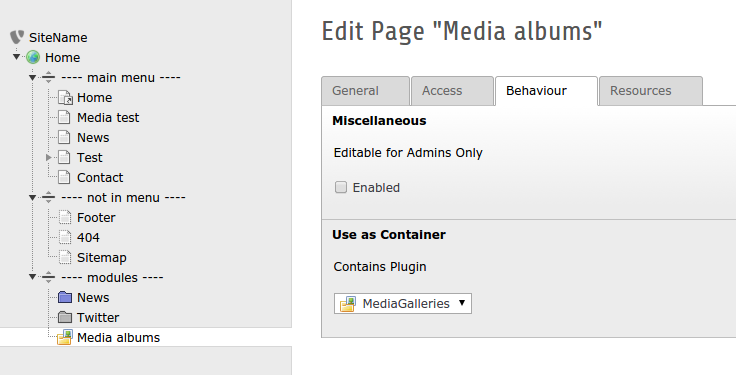 SiteName
Home
---- main menu ----
Home
Media test
News
Test
Contact
---- not in menu ----
Footer
404
Sitemap
---- modules ----
News
Twitter
Media albums
Edit Page "Media albums"
General Access Behaviour Resources
Miscellaneous
Editable for Admins Only
Enabled
Use as Container
Contains Plugin
MediaGalleries